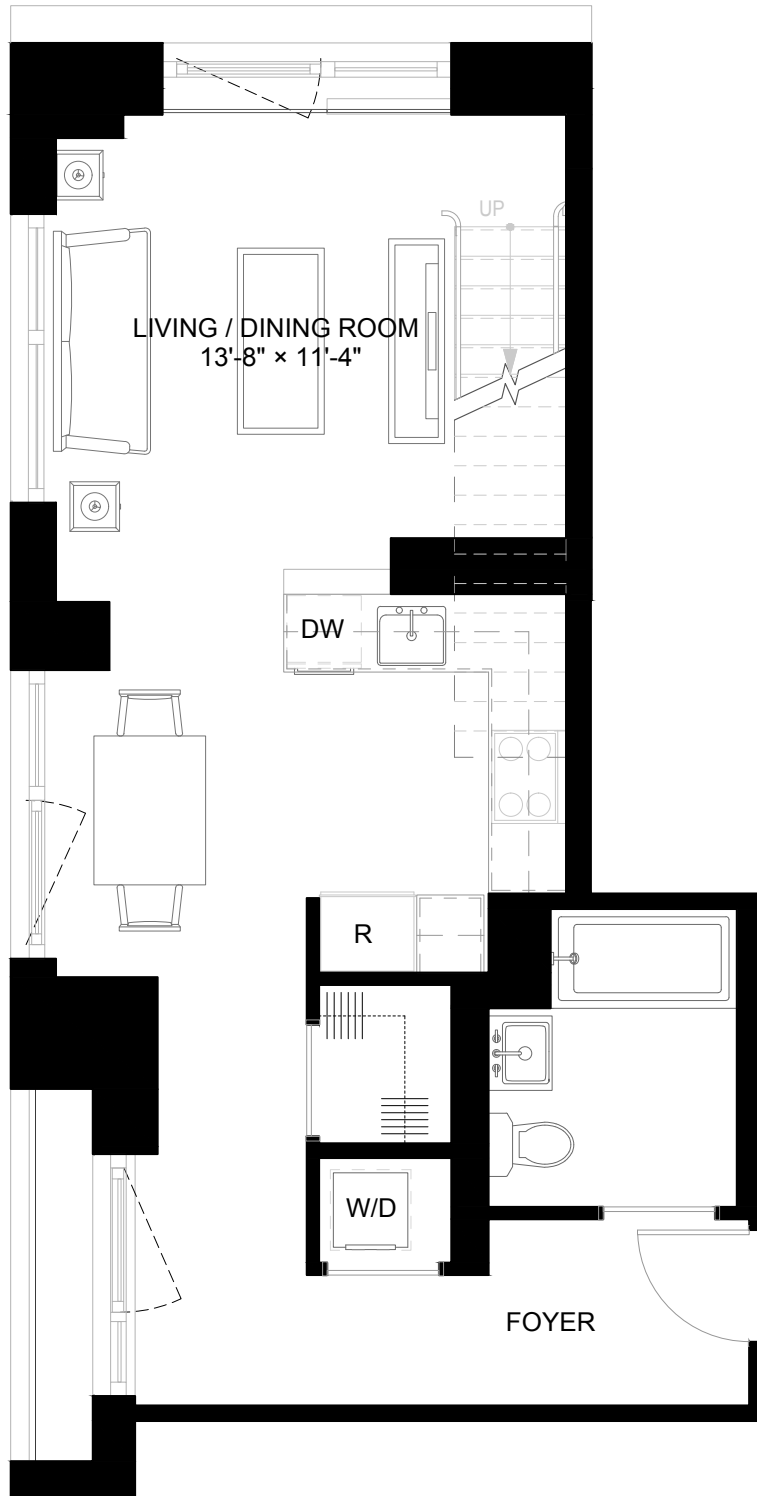 UP
LIVING / DINING ROOM
13'-8" × 11'-4"
DW
R
W/D
FOYER